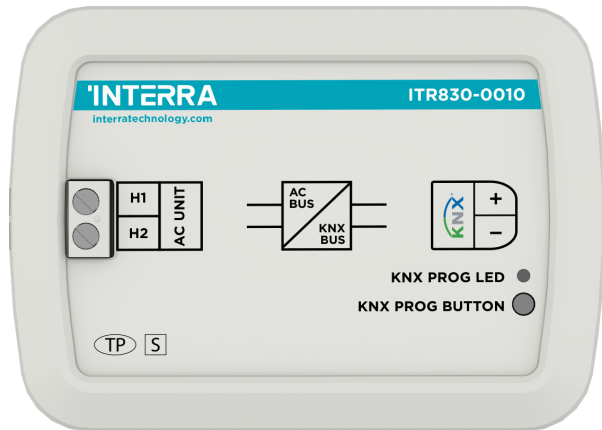 INTERRA
ITR830-0010
interratechnology.com
H1
H2
AC UNIT
AC
BUS
KNX
BUS
KNX
+
−
KNX PROG LED
KNX PROG BUTTON
TP
S